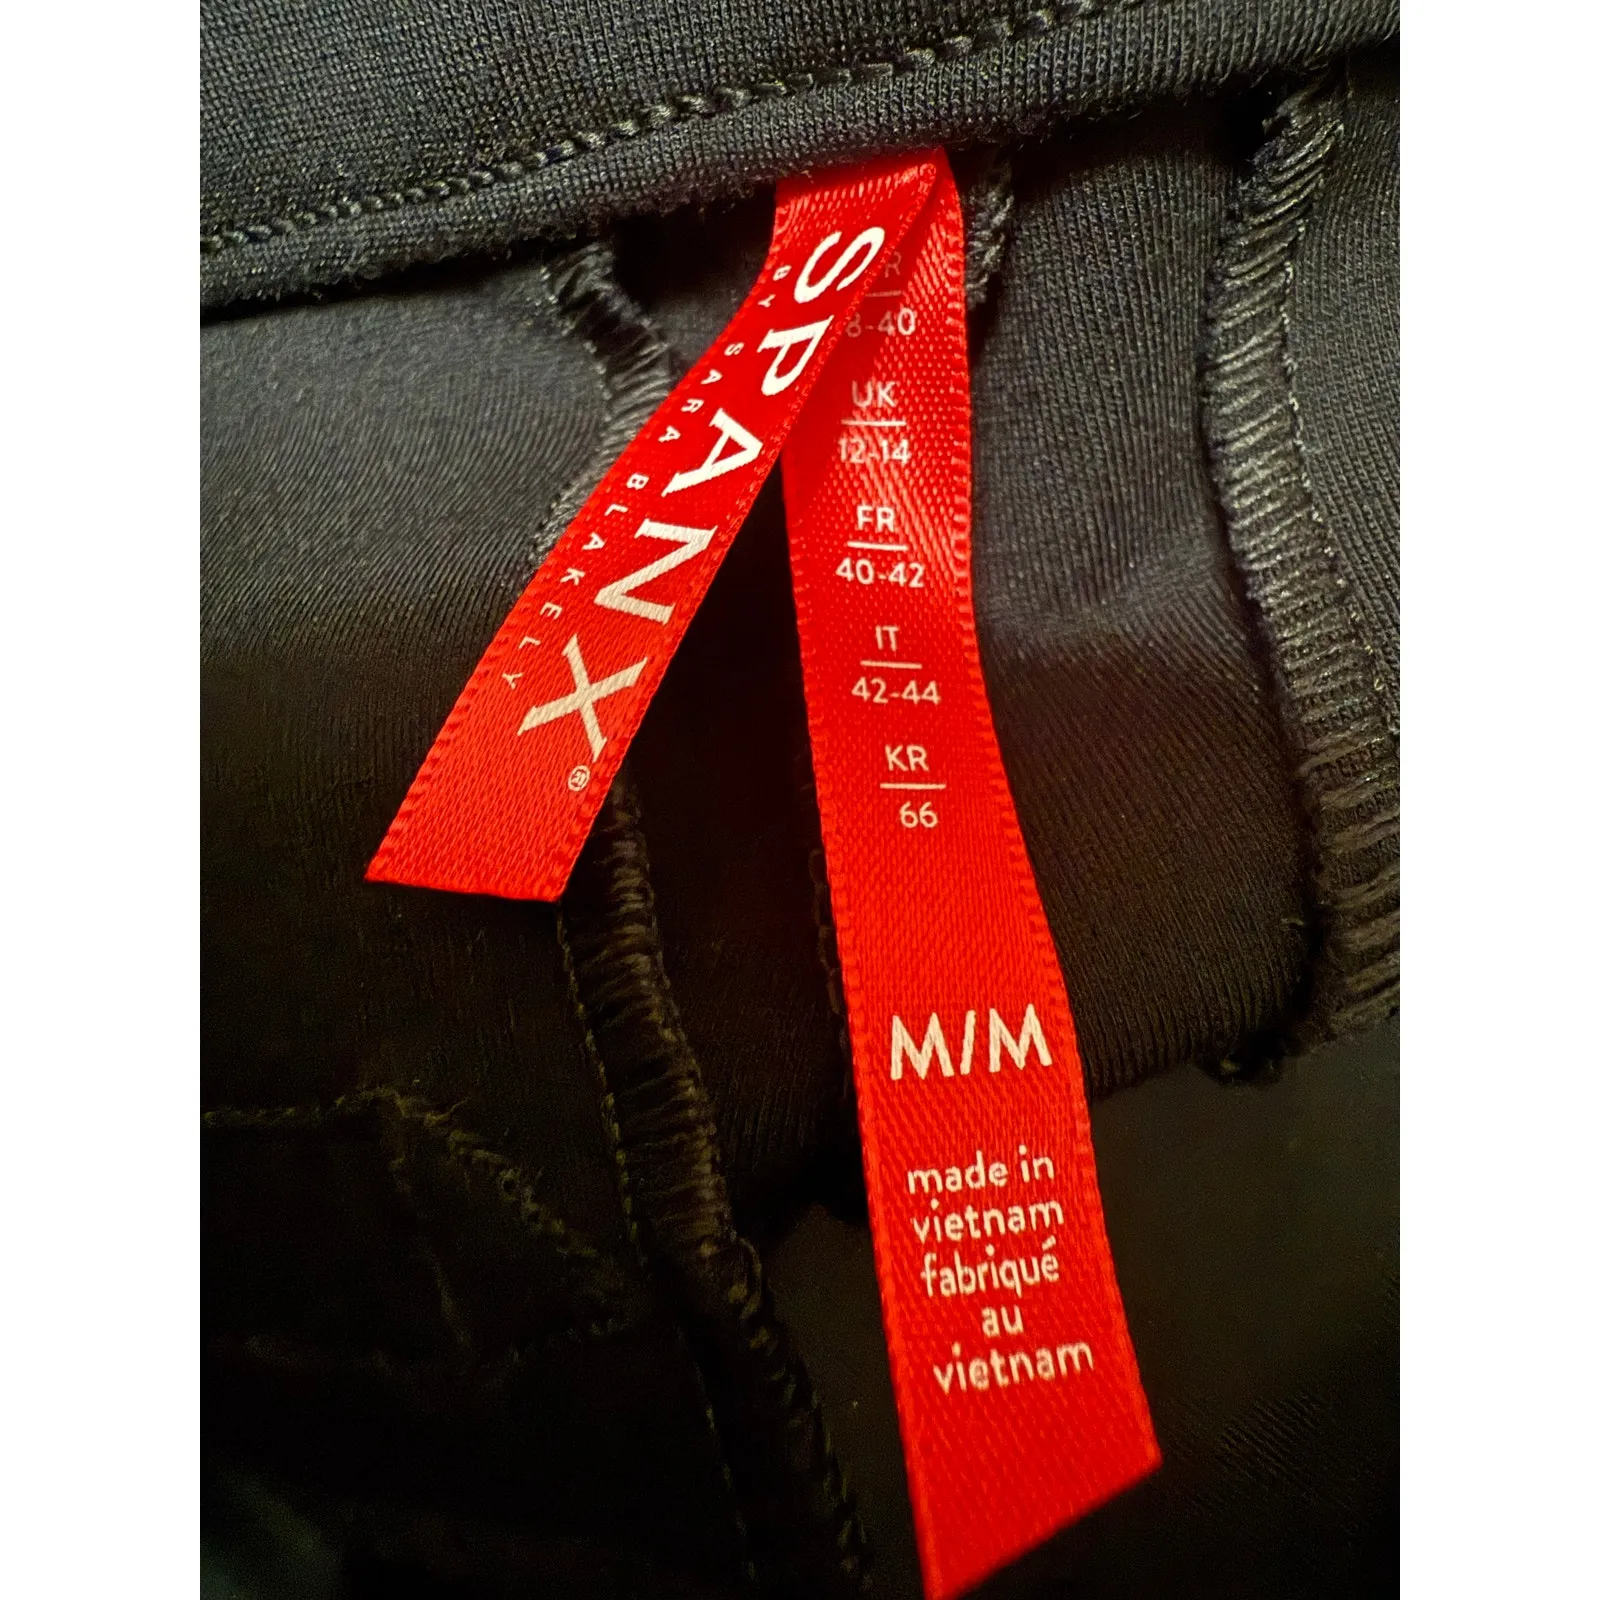 SPANX®
BY SARA BLAKELY
UK
12-14
FR
40-42
IT
42-44
KR
66
M/M
made in
vietnam
fabriqué
au
vietnam